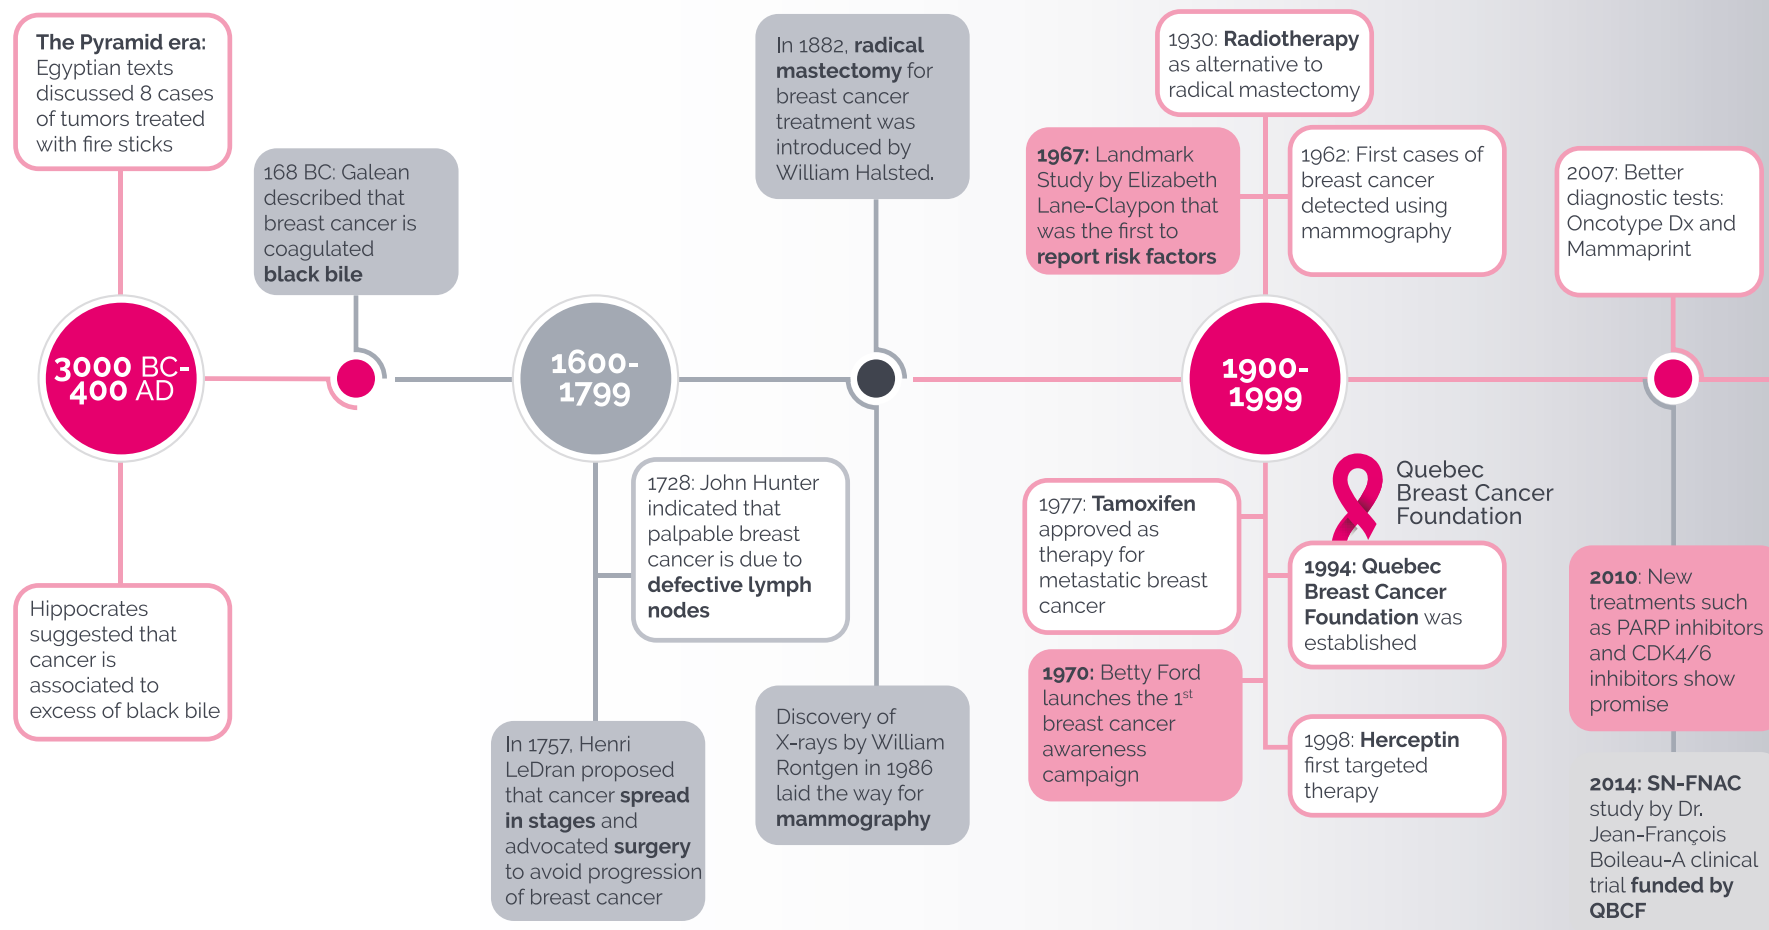 The Pyramid era:
Egyptian texts
discussed 8 cases
of tumors treated
with fire sticks
168 BC: Galean
described that
breast cancer is
coagulated
black bile
3000 BC-
400 AD
Hippocrates
suggested that
cancer is
associated to
excess of black bile
1600-
1799
1728: John Hunter
indicated that
palpable breast
cancer is due to
defective lymph
nodes
In 1757, Henri
LeDran proposed
that cancer spread
in stages and
advocated surgery
to avoid progression
of breast cancer
In 1882, radical
mastectomy for
breast cancer
treatment was
introduced by
William Halsted.
Discovery of
X-rays by William
Rontgen in 1986
laid the way for
mammography
1930: Radiotherapy
as alternative to
radical mastectomy
1967: Landmark
Study by Elizabeth
Lane-Claypon that
was the first to
report risk factors
1962: First cases of
breast cancer
detected using
mammography
1900-
1999
Quebec
Breast Cancer
Foundation
1977: Tamoxifen
approved as
therapy for
metastatic breast
cancer
1994: Quebec
Breast Cancer
Foundation was
established
1970: Betty Ford
launches the 1st
breast cancer
awareness
campaign
1998: Herceptin
first targeted
therapy
2007: Better
diagnostic tests:
Oncotype Dx and
Mammaprint
2010: New
treatments such
as PARP inhibitors
and CDK4/6
inhibitors show
promise
2014: SN-FNAC
study by Dr.
Jean-François
Boileau-A clinical
trial funded by
QBCF